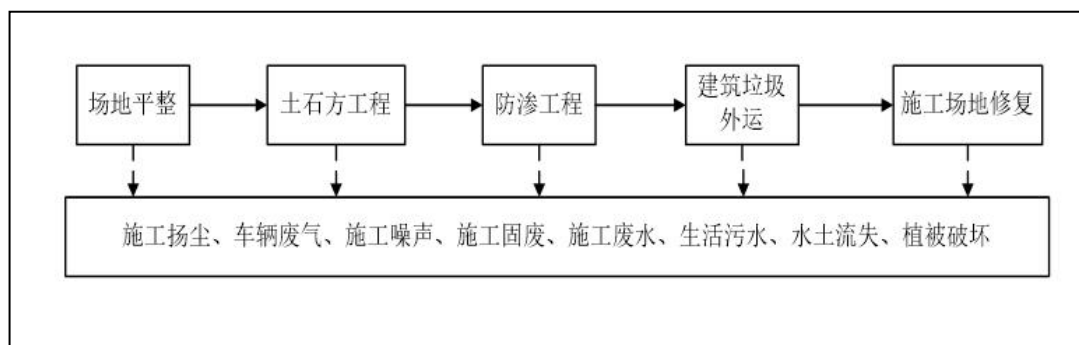 场地平整
土石方工程
防渗工程
建筑垃圾
外运
施工场地修复
施工扬尘、车辆废气、施工噪声、施工固废、施工废水、生活污水、水土流失、植被破坏